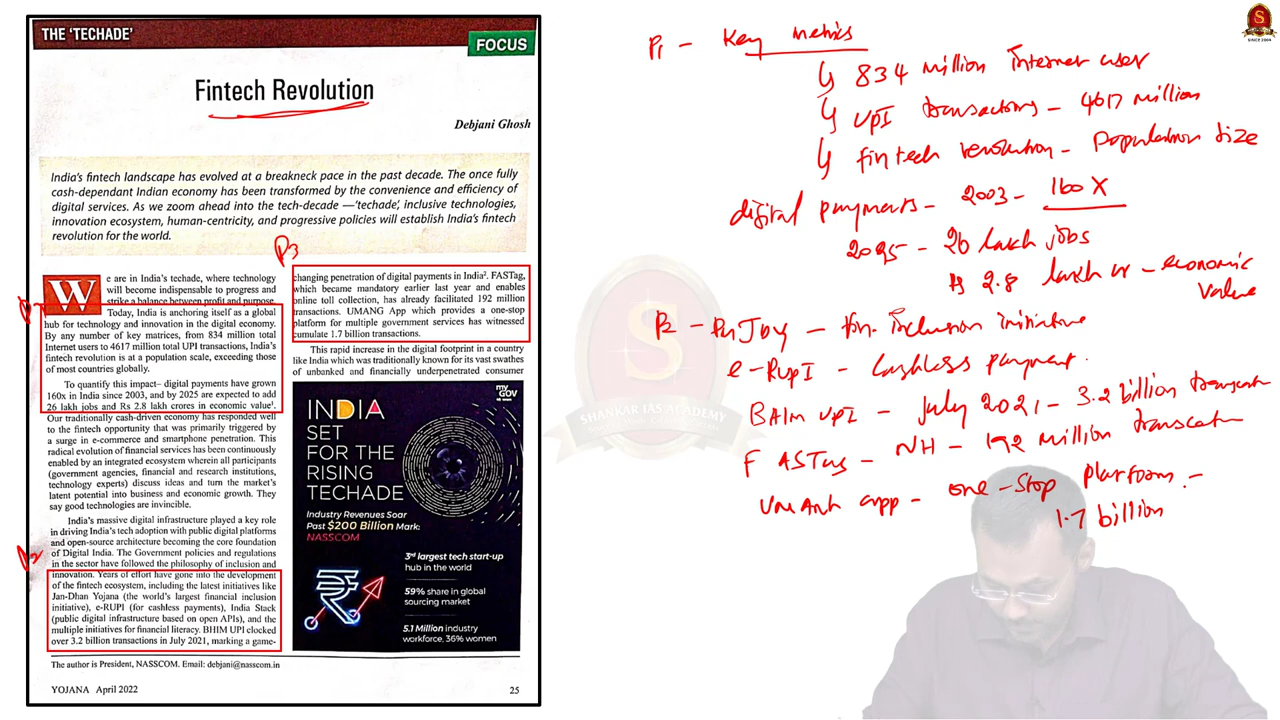 THE 'TECHADE'
FOCUS
Fintech Revolution
Debjani Ghosh
India's fintech landscape has evolved at a breakneck pace in the past decade. The once fully
cash-dependent Indian economy has been transformed by the convenience and efficiency of
digital services. As we zoom ahead into the tech-decade —'techade', inclusive technologies,
innovation ecosystem, human-centricity, and progressive policies will establish India's fintech
revolution for the world.
W
e are in India's techade, where technology
will become indispensable to progress and
strike a balance between profit and purpose.
Today, India is anchoring itself as a global
hub for technology and innovation in the digital economy.
By any number of key matrices, from 834 million total
Internet users to 4617 million total UPI transactions, India's
fintech revolution is at a population scale, exceeding those
of most countries globally.
To quantify this impact– digital payments have grown
160x in India since 2003, and by 2025 are expected to add
26 lakh jobs and Rs 2.8 lakh crores in economic value¹.
Our traditionally cash-driven economy has responded well
to the fintech opportunity that was primarily triggered by
a surge in e-commerce and smartphone penetration. This
radical evolution of financial services has been continuously
enabled by an integrated ecosystem wherein all participants
(government agencies, financial and research institutions,
technology experts) discuss ideas and turn the market's
latent potential into business and economic growth. They
say good technologies are invincible.
India's massive digital infrastructure played a key role
in driving India's tech adoption with public digital platforms
and open-source architecture becoming the core foundation
of Digital India. The Government policies and regulations
in the sector have followed the philosophy of inclusion and
innovation. Years of effort have gone into the development
of the fintech ecosystem, including the latest initiatives like
Jan-Dhan Yojana (the world's largest financial inclusion
initiative), e-RUPI (for cashless payments), India Stack
(public digital infrastructure based on open APIs), and the
multiple initiatives for financial literacy. BHIM UPI clocked
over 3.2 billion transactions in July 2021, marking a game-
P3
changing penetration of digital payments in India². FASTag,
which became mandatory earlier last year and enables
online toll collection, has already facilitated 192 million
transactions. UMANG App which provides a one-stop
platform for multiple government services has witnessed
cumulate 1.7 billion transactions.
This rapid increase in the digital footprint in a country
like India which was traditionally known for its vast swathes
of unbanked and financially underpenetrated consumer
my
GOV
INDIA
SET
FOR THE
RISING
TECHADE
Industry Revenues Soar
Past $200 Billion Mark:
NASSCOM
3rd largest tech start-up
hub in the world
59% share in global
sourcing market
5.1 Million industry
workforce, 36% women
The author is President, NASSCOM. Email: debjani@nasscom.in
YOJANA April 2022
25
P1 - Key metrics
834 million internet user
UPI transactions - 4617 million
fintech revolution - population size
digital payments - 2003 - 160 X
2025 - 26 lakh jobs
Rs 2.8 lakh cr - economic
value
P2 - PMJDY - fin. inclusion initiative
e-RUPI - cashless payment.
BHIM UPI - July 2021 - 3.2 billion
FASTag - NH - 192 million
UMANG app - one-stop platform -
1.7 billion
SHANKAR IAS ACADEMY
SINCE 2004